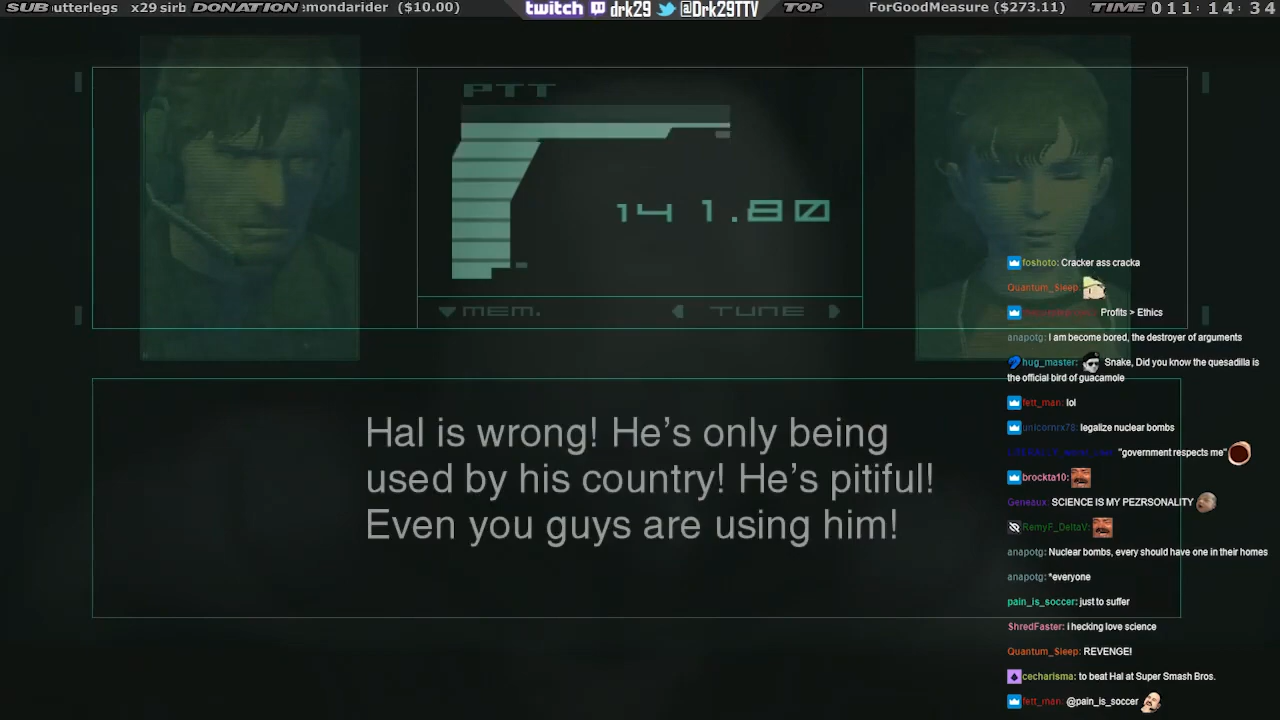 SUB utterlegs x29 sirb DONATION emondarider ($10.00) twitch drk29 @Drk29TTV TOP ForGoodMeasure ($273.11) TIME 011:14:34
PTT
141.80
MEM. TUNE
Hal is wrong! He's only being
used by his country! He's pitiful!
Even you guys are using him!
foshoto: Cracker ass cracka
Quantum_Sleep:
Profits > Ethics
anapotg: I am become bored, the destroyer of arguments
hug_master: Snake, Did you know the quesadilla is
the official bird of guacamole
fett_man: lol
unicornrx78: legalize nuclear bombs
"government respects me"
brockta10:
Geneaux: SCIENCE IS MY PEZRSONALITY
RemyF_DeltaV:
anapotg: Nuclear bombs, every should have one in their homes
anapotg: *everyone
pain_is_soccer: just to suffer
ShredFaster: i hecking love science
Quantum_Sleep: REVENGE!
cecharisma: to beat Hal at Super Smash Bros.
fett_man: @pain_is_soccer